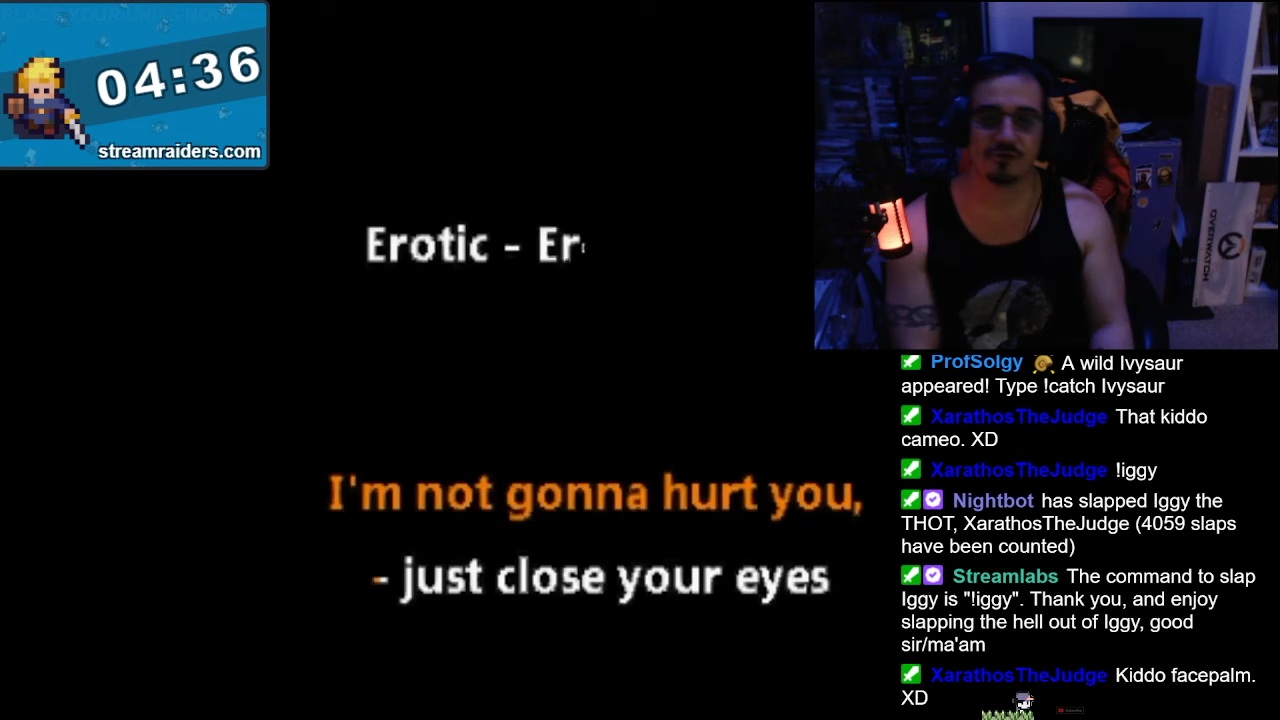 04:36
streamraiders.com
Erotic - Er
I'm not gonna hurt you,
- just close your eyes
OVERWATCH
ProfSolgy A wild Ivysaur
appeared! Type !catch Ivysaur
XarathosTheJudge That kiddo
cameo. XD
XarathosTheJudge !iggy
Nightbot has slapped Iggy the
THOT, XarathosTheJudge (4059 slaps
have been counted)
Streamlabs The command to slap
Iggy is "!iggy". Thank you, and enjoy
slapping the hell out of Iggy, good
sir/ma'am
XarathosTheJudge Kiddo facepalm.
XD